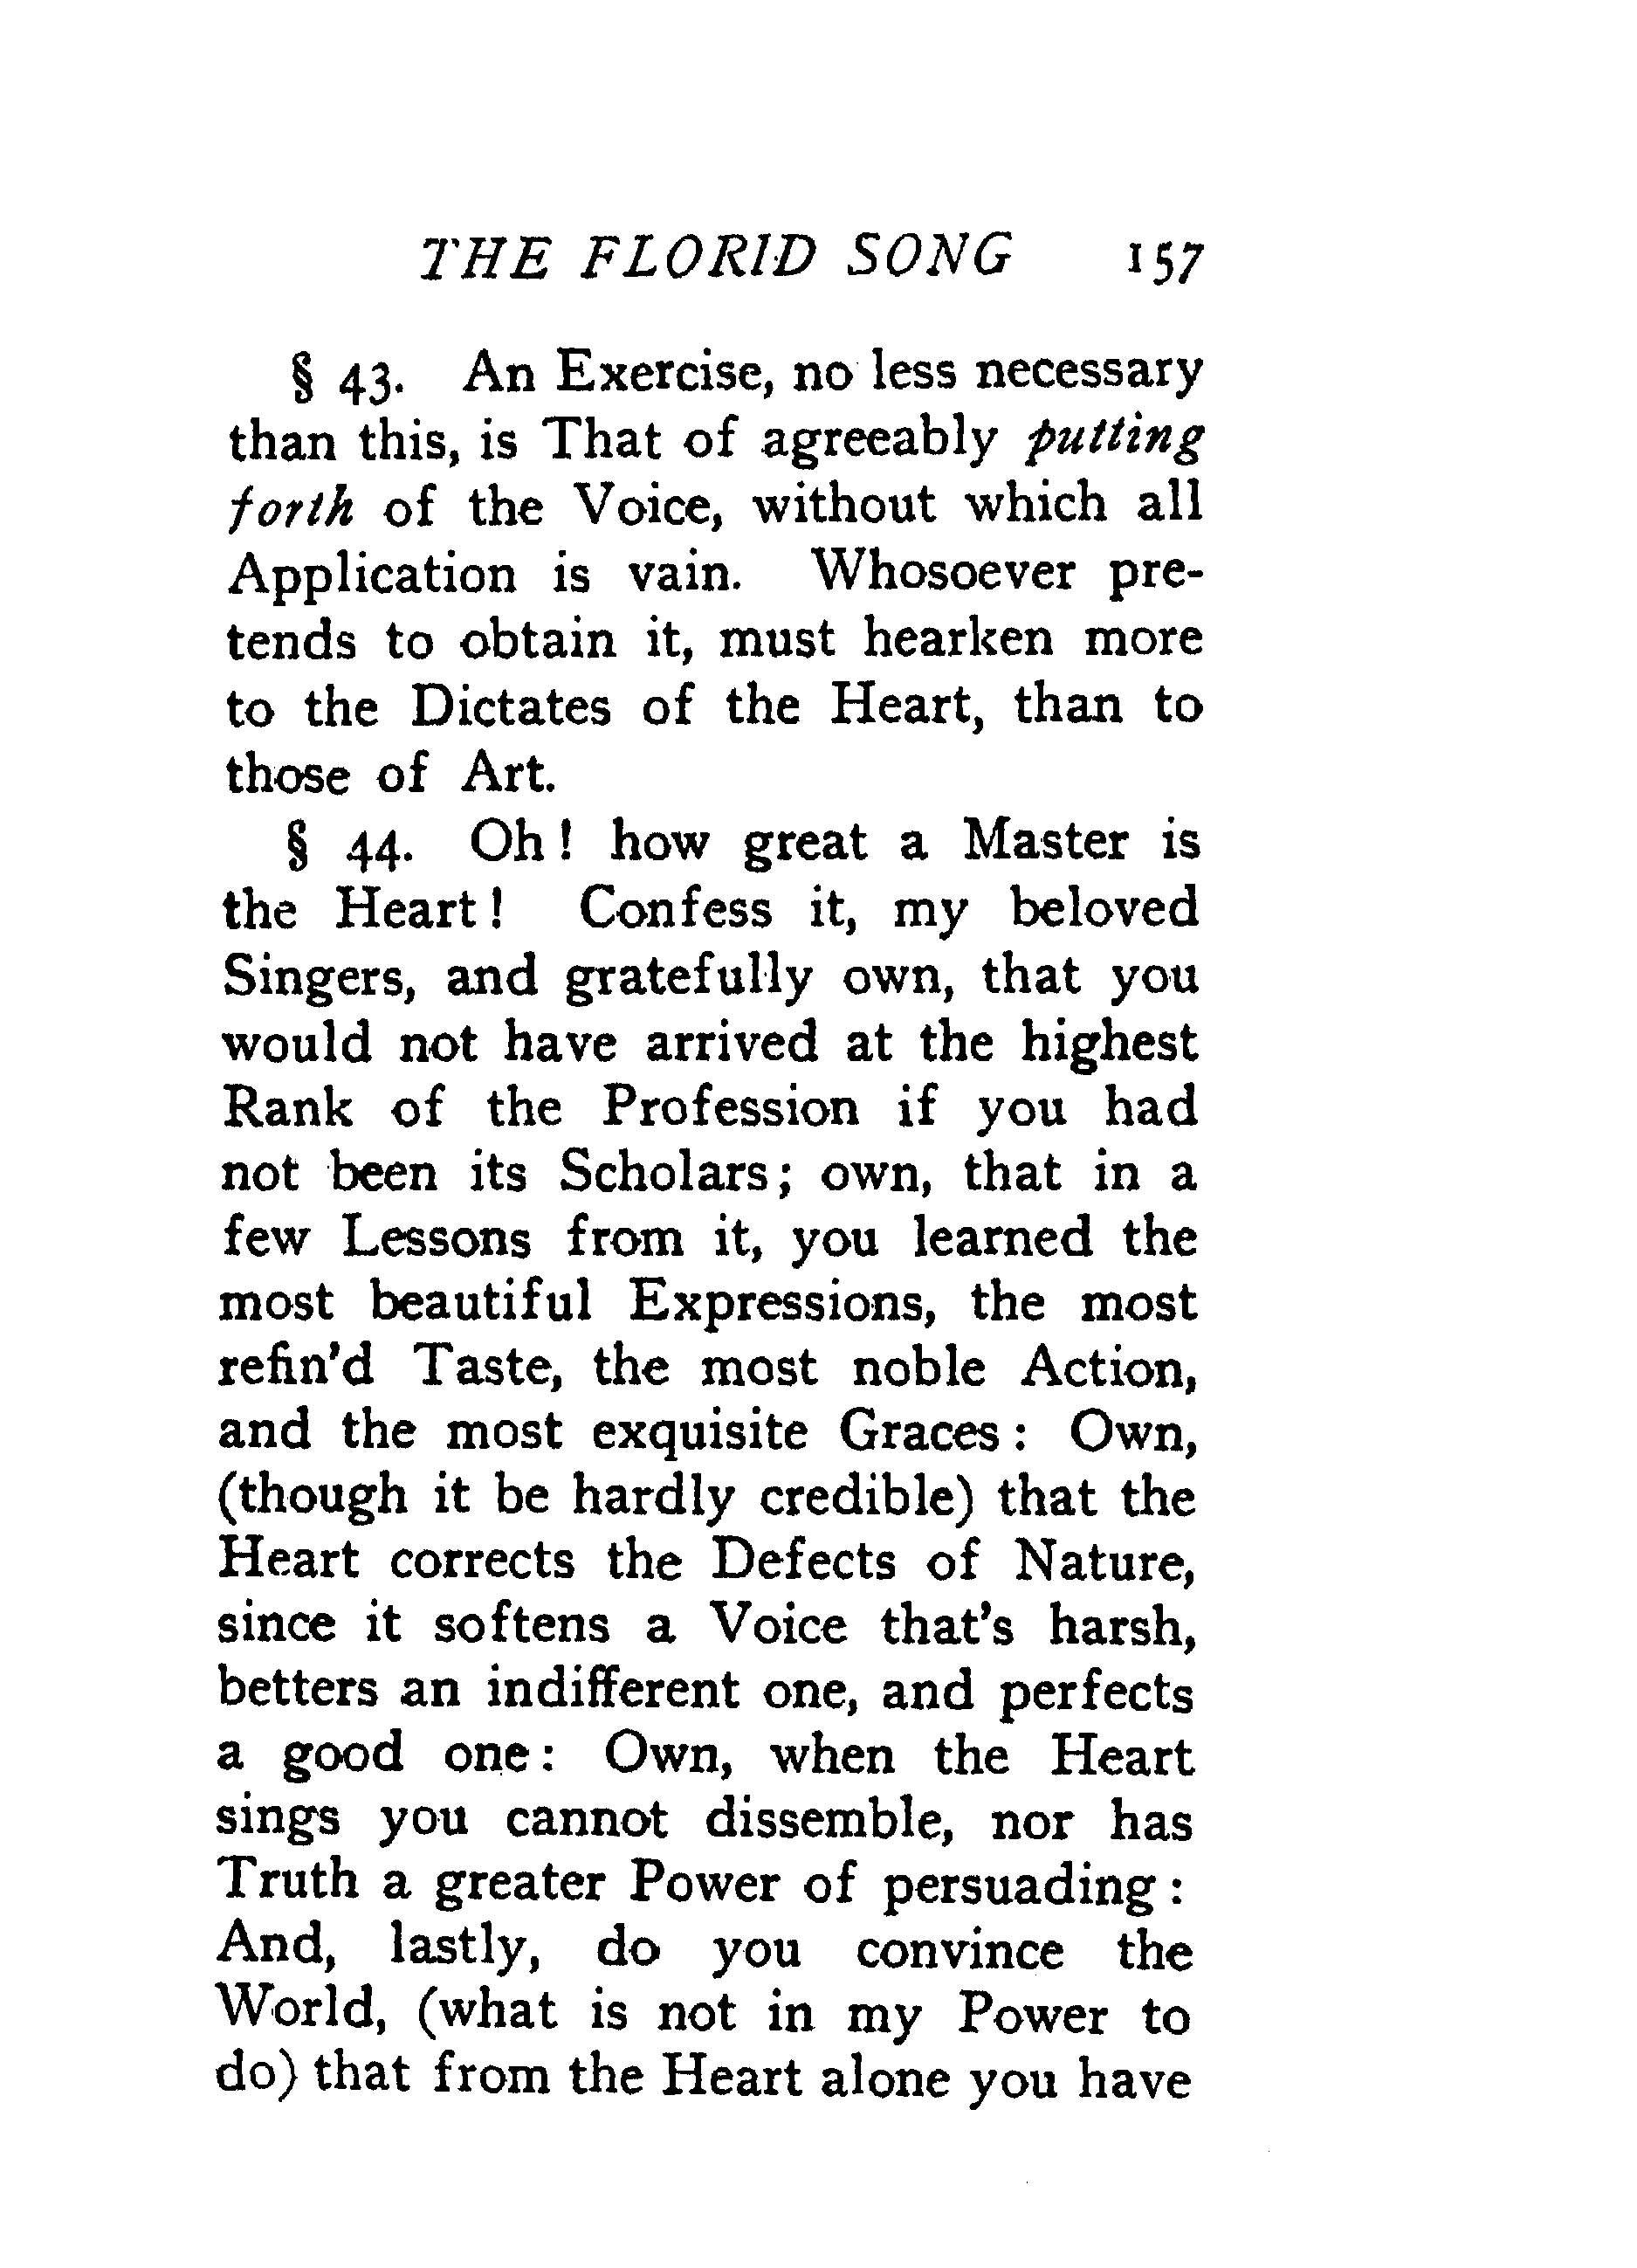 THE FLORID SONG 157
§ 43. An Exercise, no less necessary
than this, is That of agreeably putting
forth of the Voice, without which all
Application is vain. Whosoever pre-
tends to obtain it, must hearken more
to the Dictates of the Heart, than to
those of Art.
§ 44. Oh! how great a Master is
the Heart! Confess it, my beloved
Singers, and gratefully own, that you
would not have arrived at the highest
Rank of the Profession if you had
not been its Scholars; own, that in a
few Lessons from it, you learned the
most beautiful Expressions, the most
refin'd Taste, the most noble Action,
and the most exquisite Graces: Own,
(though it be hardly credible) that the
Heart corrects the Defects of Nature,
since it softens a Voice that's harsh,
betters an indifferent one, and perfects
a good one: Own, when the Heart
sings you cannot dissemble, nor has
Truth a greater Power of persuading:
And, lastly, do you convince the
World, (what is not in my Power to
do) that from the Heart alone you have